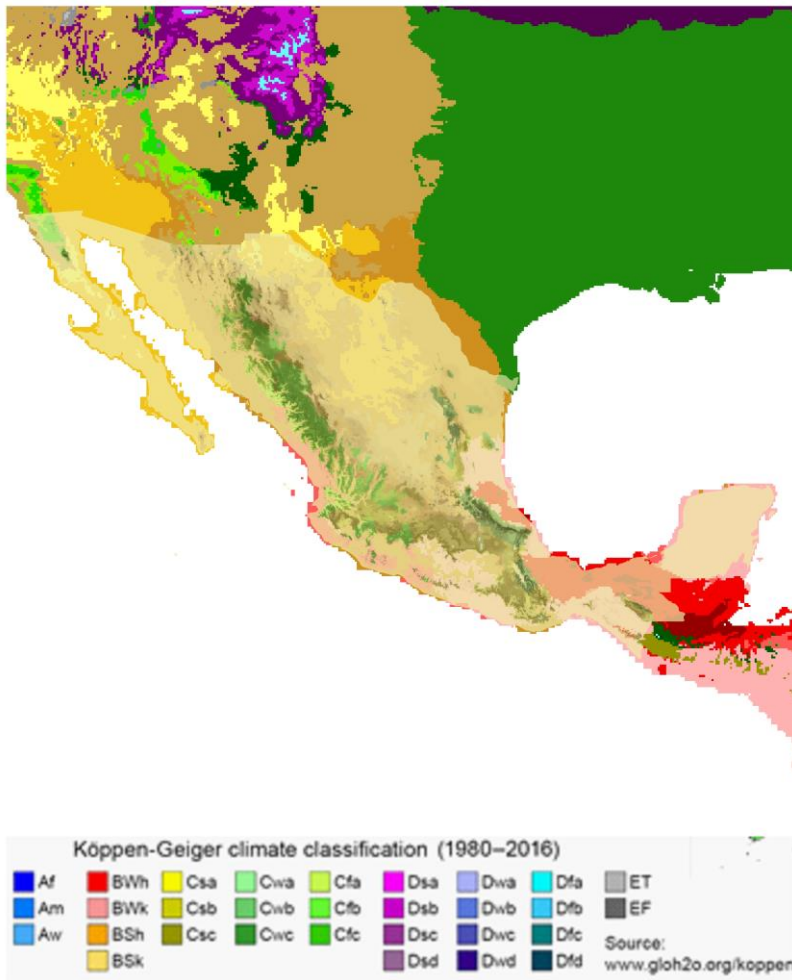 Köppen-Geiger climate classification (1980–2016)
Af BWh Csa Cwa Cfa Dsa Dwa Dfa ET
Am BWk Csb Cwb Cfb Dsb Dwb Dfb EF
Aw BSh Csc Cwc Cfc Dsc Dwc Dfc Source:
BSk Dsd Dwd Dfd www.gloh2o.org/koppen